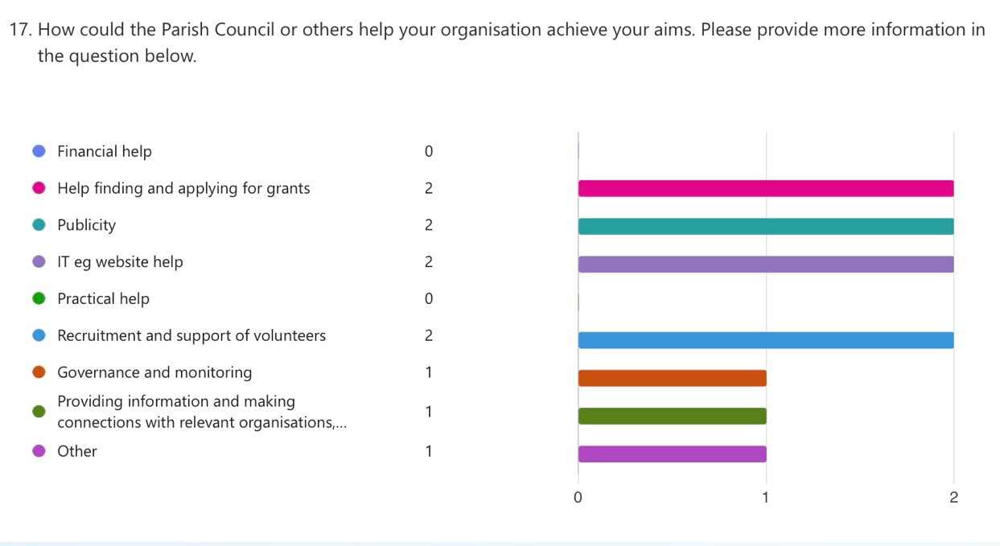 17. How could the Parish Council or others help your organisation achieve your aims. Please provide more information in
the question below.
Financial help 0
Help finding and applying for grants 2
Publicity 2
IT eg website help 2
Practical help 0
Recruitment and support of volunteers 2
Governance and monitoring 1
Providing information and making
connections with relevant organisations,... 1
Other 1
0 1 2